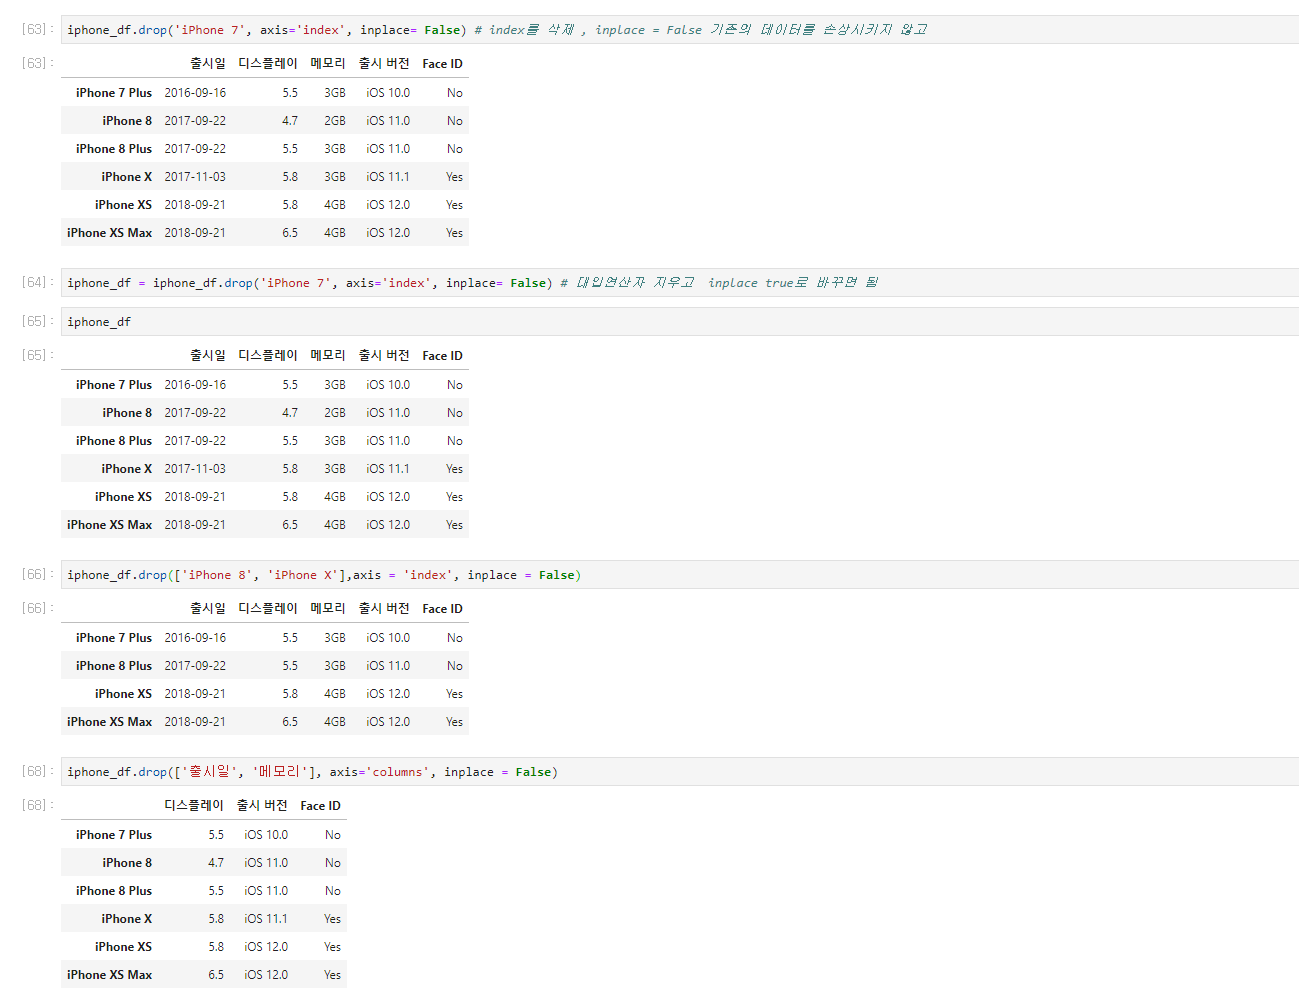 [63]: iphone_df.drop('iPhone 7', axis='index', inplace= False) # index를 삭제 , inplace = False 기존의 데이터를 손상시키지 않고
[63]: 출시일 디스플레이 메모리 출시 버전 Face ID
iPhone 7 Plus 2016-09-16 5.5 3GB iOS 10.0 No
iPhone 8 2017-09-22 4.7 2GB iOS 11.0 No
iPhone 8 Plus 2017-09-22 5.5 3GB iOS 11.0 No
iPhone X 2017-11-03 5.8 3GB iOS 11.1 Yes
iPhone XS 2018-09-21 5.8 4GB iOS 12.0 Yes
iPhone XS Max 2018-09-21 6.5 4GB iOS 12.0 Yes
[64]: iphone_df = iphone_df.drop('iPhone 7', axis='index', inplace= False) # 대입연산자 지우고 inplace true로 바꾸면 됨
[65]: iphone_df
[65]: 출시일 디스플레이 메모리 출시 버전 Face ID
iPhone 7 Plus 2016-09-16 5.5 3GB iOS 10.0 No
iPhone 8 2017-09-22 4.7 2GB iOS 11.0 No
iPhone 8 Plus 2017-09-22 5.5 3GB iOS 11.0 No
iPhone X 2017-11-03 5.8 3GB iOS 11.1 Yes
iPhone XS 2018-09-21 5.8 4GB iOS 12.0 Yes
iPhone XS Max 2018-09-21 6.5 4GB iOS 12.0 Yes
[66]: iphone_df.drop(['iPhone 8', 'iPhone X'],axis = 'index', inplace = False)
[66]: 출시일 디스플레이 메모리 출시 버전 Face ID
iPhone 7 Plus 2016-09-16 5.5 3GB iOS 10.0 No
iPhone 8 Plus 2017-09-22 5.5 3GB iOS 11.0 No
iPhone XS 2018-09-21 5.8 4GB iOS 12.0 Yes
iPhone XS Max 2018-09-21 6.5 4GB iOS 12.0 Yes
[68]: iphone_df.drop(['출시일', '메모리'], axis='columns', inplace = False)
[68]: 디스플레이 출시 버전 Face ID
iPhone 7 Plus 5.5 iOS 10.0 No
iPhone 8 4.7 iOS 11.0 No
iPhone 8 Plus 5.5 iOS 11.0 No
iPhone X 5.8 iOS 11.1 Yes
iPhone XS 5.8 iOS 12.0 Yes
iPhone XS Max 6.5 iOS 12.0 Yes